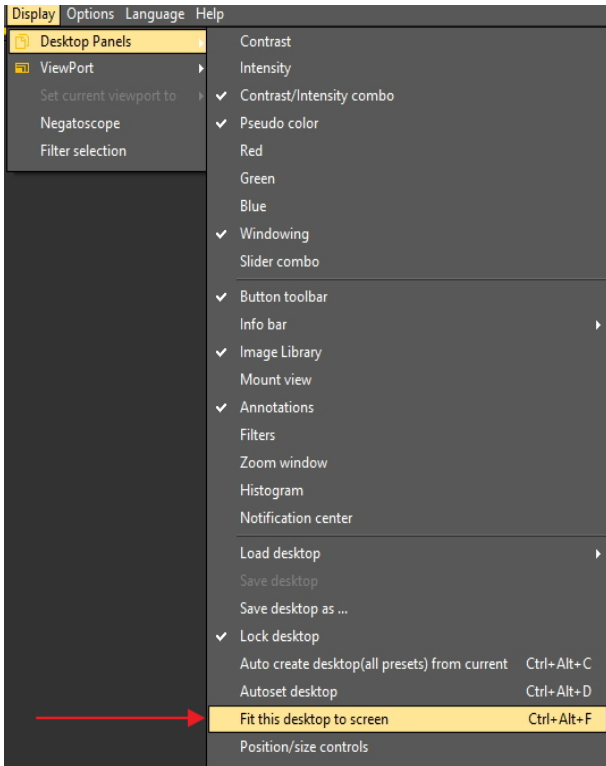 Display Options Language Help
Desktop Panels
ViewPort
Set current viewport to
Negatoscope
Filter selection
Contrast
Intensity
Contrast/Intensity combo
Pseudo color
Red
Green
Blue
Windowing
Slider combo
Button toolbar
Info bar
Image Library
Mount view
Annotations
Filters
Zoom window
Histogram
Notification center
Load desktop
Save desktop
Save desktop as ...
Lock desktop
Auto create desktop(all presets) from current Ctrl+Alt+C
Autoset desktop Ctrl+Alt+D
Fit this desktop to screen Ctrl+Alt+F
Position/size controls